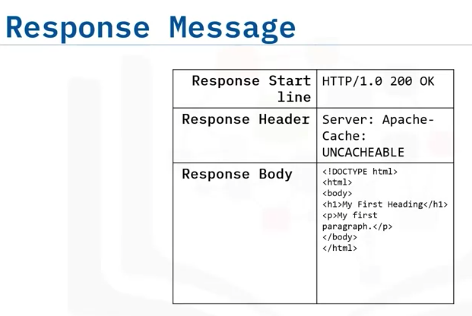 Response Message
Response Start line
HTTP/1.0 200 OK
Response Header
Server: Apache-
Cache:
UNCACHEABLE
Response Body
<!DOCTYPE html>
<html>
<body>
<h1>My First Heading</h1>
<p>My first
paragraph.</p>
</body>
</html>